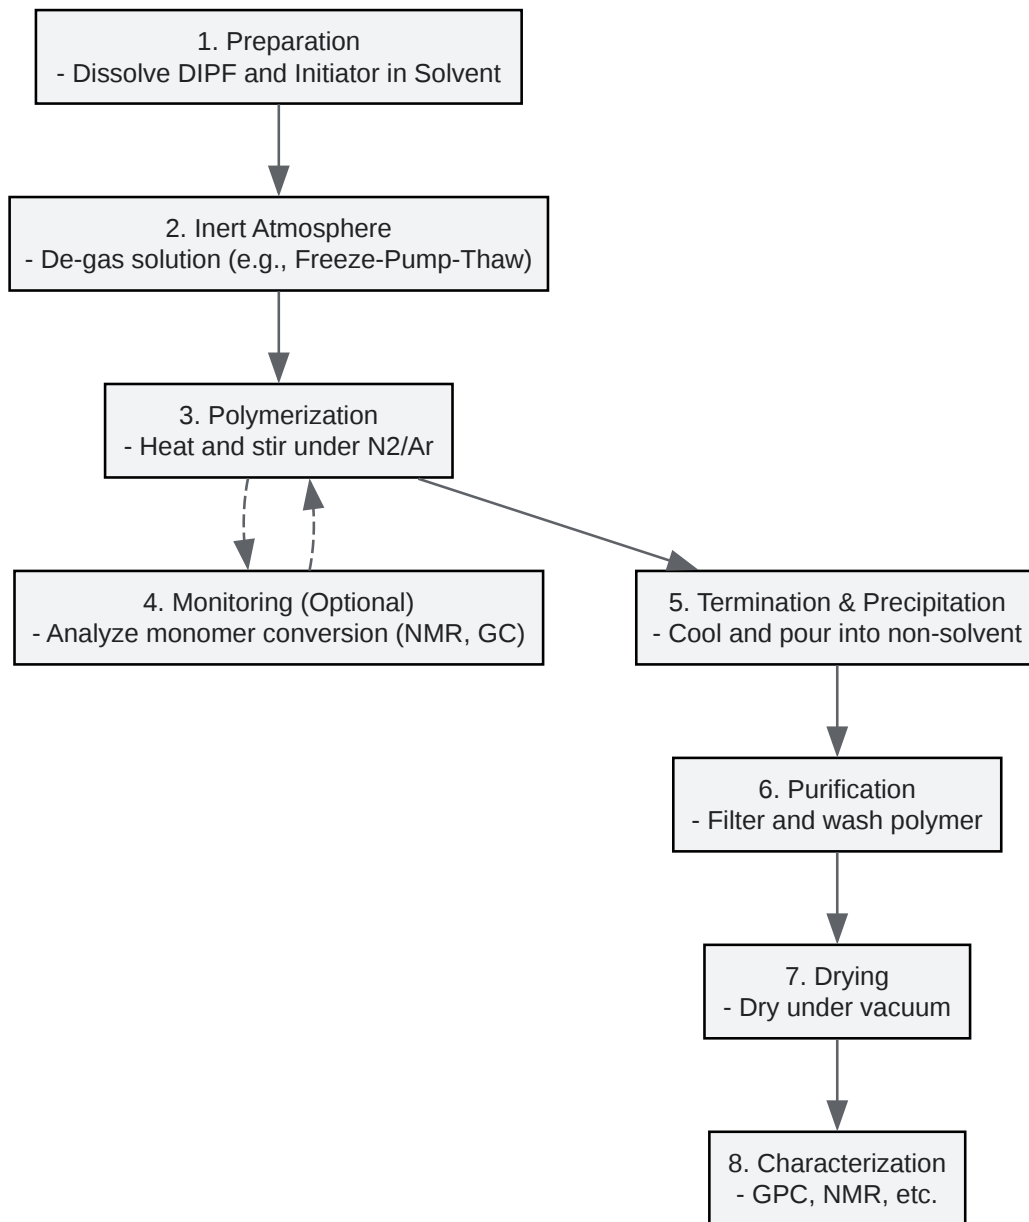 1. Preparation
- Dissolve DIPF and Initiator in Solvent
2. Inert Atmosphere
- De-gas solution (e.g., Freeze-Pump-Thaw)
3. Polymerization
- Heat and stir under N2/Ar
4. Monitoring (Optional)
- Analyze monomer conversion (NMR, GC)
5. Termination & Precipitation
- Cool and pour into non-solvent
6. Purification
- Filter and wash polymer
7. Drying
- Dry under vacuum
8. Characterization
- GPC, NMR, etc.